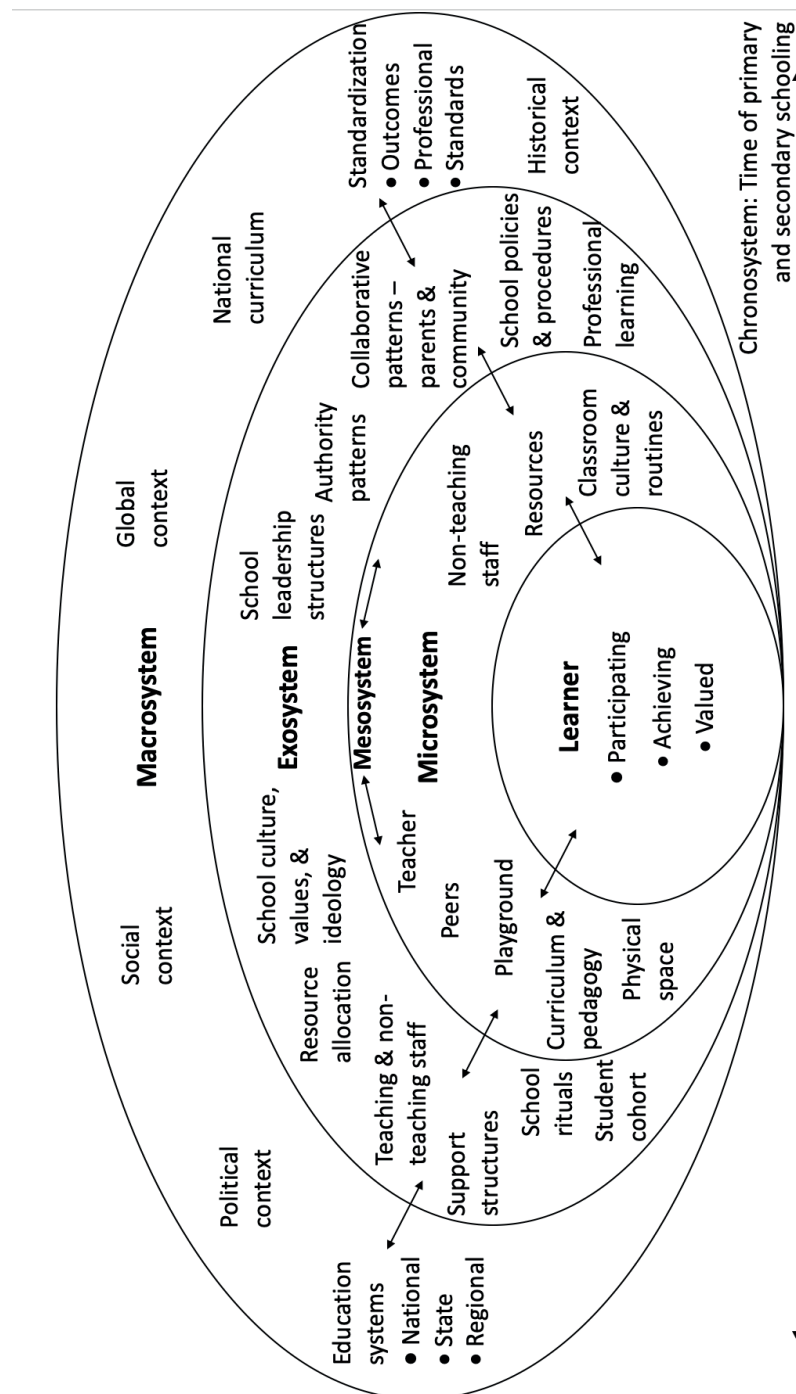 Macrosystem
Political
context
Social
context
Global
context
National
curriculum
Education
systems
● National
● State
● Regional
Standardization
● Outcomes
● Professional
● Standards
Historical
context
Exosystem
School culture,
values, &
ideology
School
leadership
structures
Resource
allocation
Authority
patterns
Teaching & non-
teaching staff
Collaborative
patterns –
parents &
community
Support
structures
School policies
& procedures
School
rituals
Student
cohort
Professional
learning
Mesosystem
Microsystem
Teacher
Peers
Non-teaching
staff
Playground
Resources
Curriculum &
pedagogy
Classroom
culture &
routines
Physical
space
Learner
● Participating
● Achieving
● Valued
Chronosystem: Time of primary
and secondary schooling